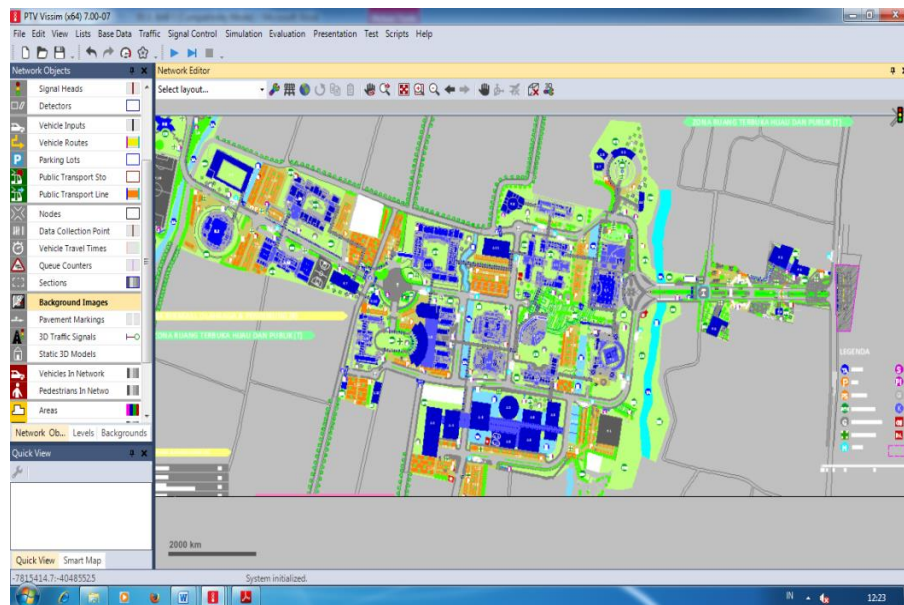 PTV Vissim (x64) 7.00-07
File Edit View Lists Base Data Traffic Signal Control Simulation Evaluation Presentation Test Scripts Help
Network Objects
Network Editor
Select layout...
Signal Heads
Detectors
Vehicle Inputs
Vehicle Routes
Parking Lots
Public Transport Sto
Public Transport Line
Nodes
Data Collection Point
Vehicle Travel Times
Queue Counters
Sections
Background Images
Pavement Markings
3D Traffic Signals
Static 3D Models
Vehicles In Network
Pedestrians In Netwo
Areas
Network Ob... Levels Backgrounds
Quick View
Quick View Smart Map
ZONA RUANG TERBUKA HIJAU DAN PUBLIK [T]
ZONA RUANG TERBUKA HIJAU DAN PUBLIK [T]
LEGENDA
2000 km
-7815414.7:-4048552.5
System initialized.
IN
12:23